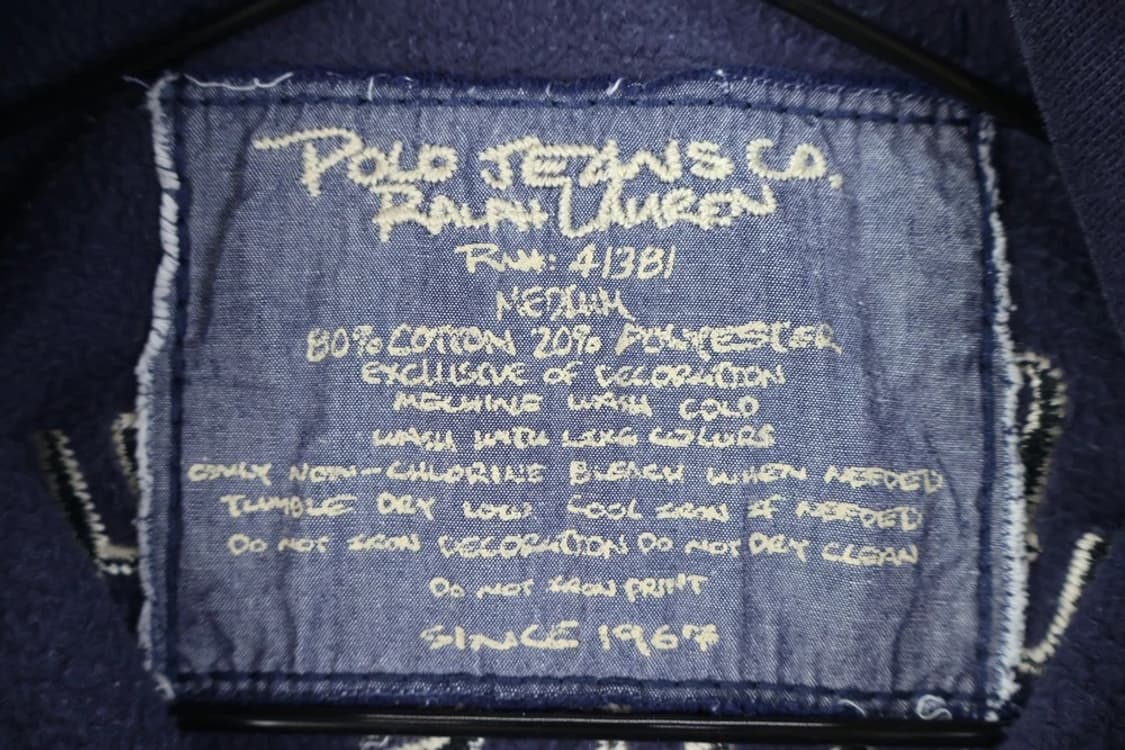 POLO JEANS CO.
RALPH LAUREN
RN#: 41381
MEDIUM
80% COTTON 20% POLYESTER
EXCLUSIVE OF DECORATION
MACHINE WASH COLD
WASH WITH LIKE COLORS
ONLY NON-CHLORINE BLEACH WHEN NEEDED
TUMBLE DRY LOW COOL IRON IF NEEDED
DO NOT IRON DECORATION DO NOT DRY CLEAN
DO NOT IRON PRINT
SINCE 1967